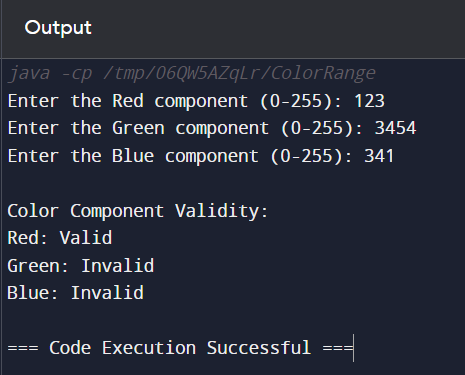 Output
java -cp /tmp/O6QW5AZqLr/ColorRange
Enter the Red component (0-255): 123
Enter the Green component (0-255): 3454
Enter the Blue component (0-255): 341
Color Component Validity:
Red: Valid
Green: Invalid
Blue: Invalid
=== Code Execution Successful ===